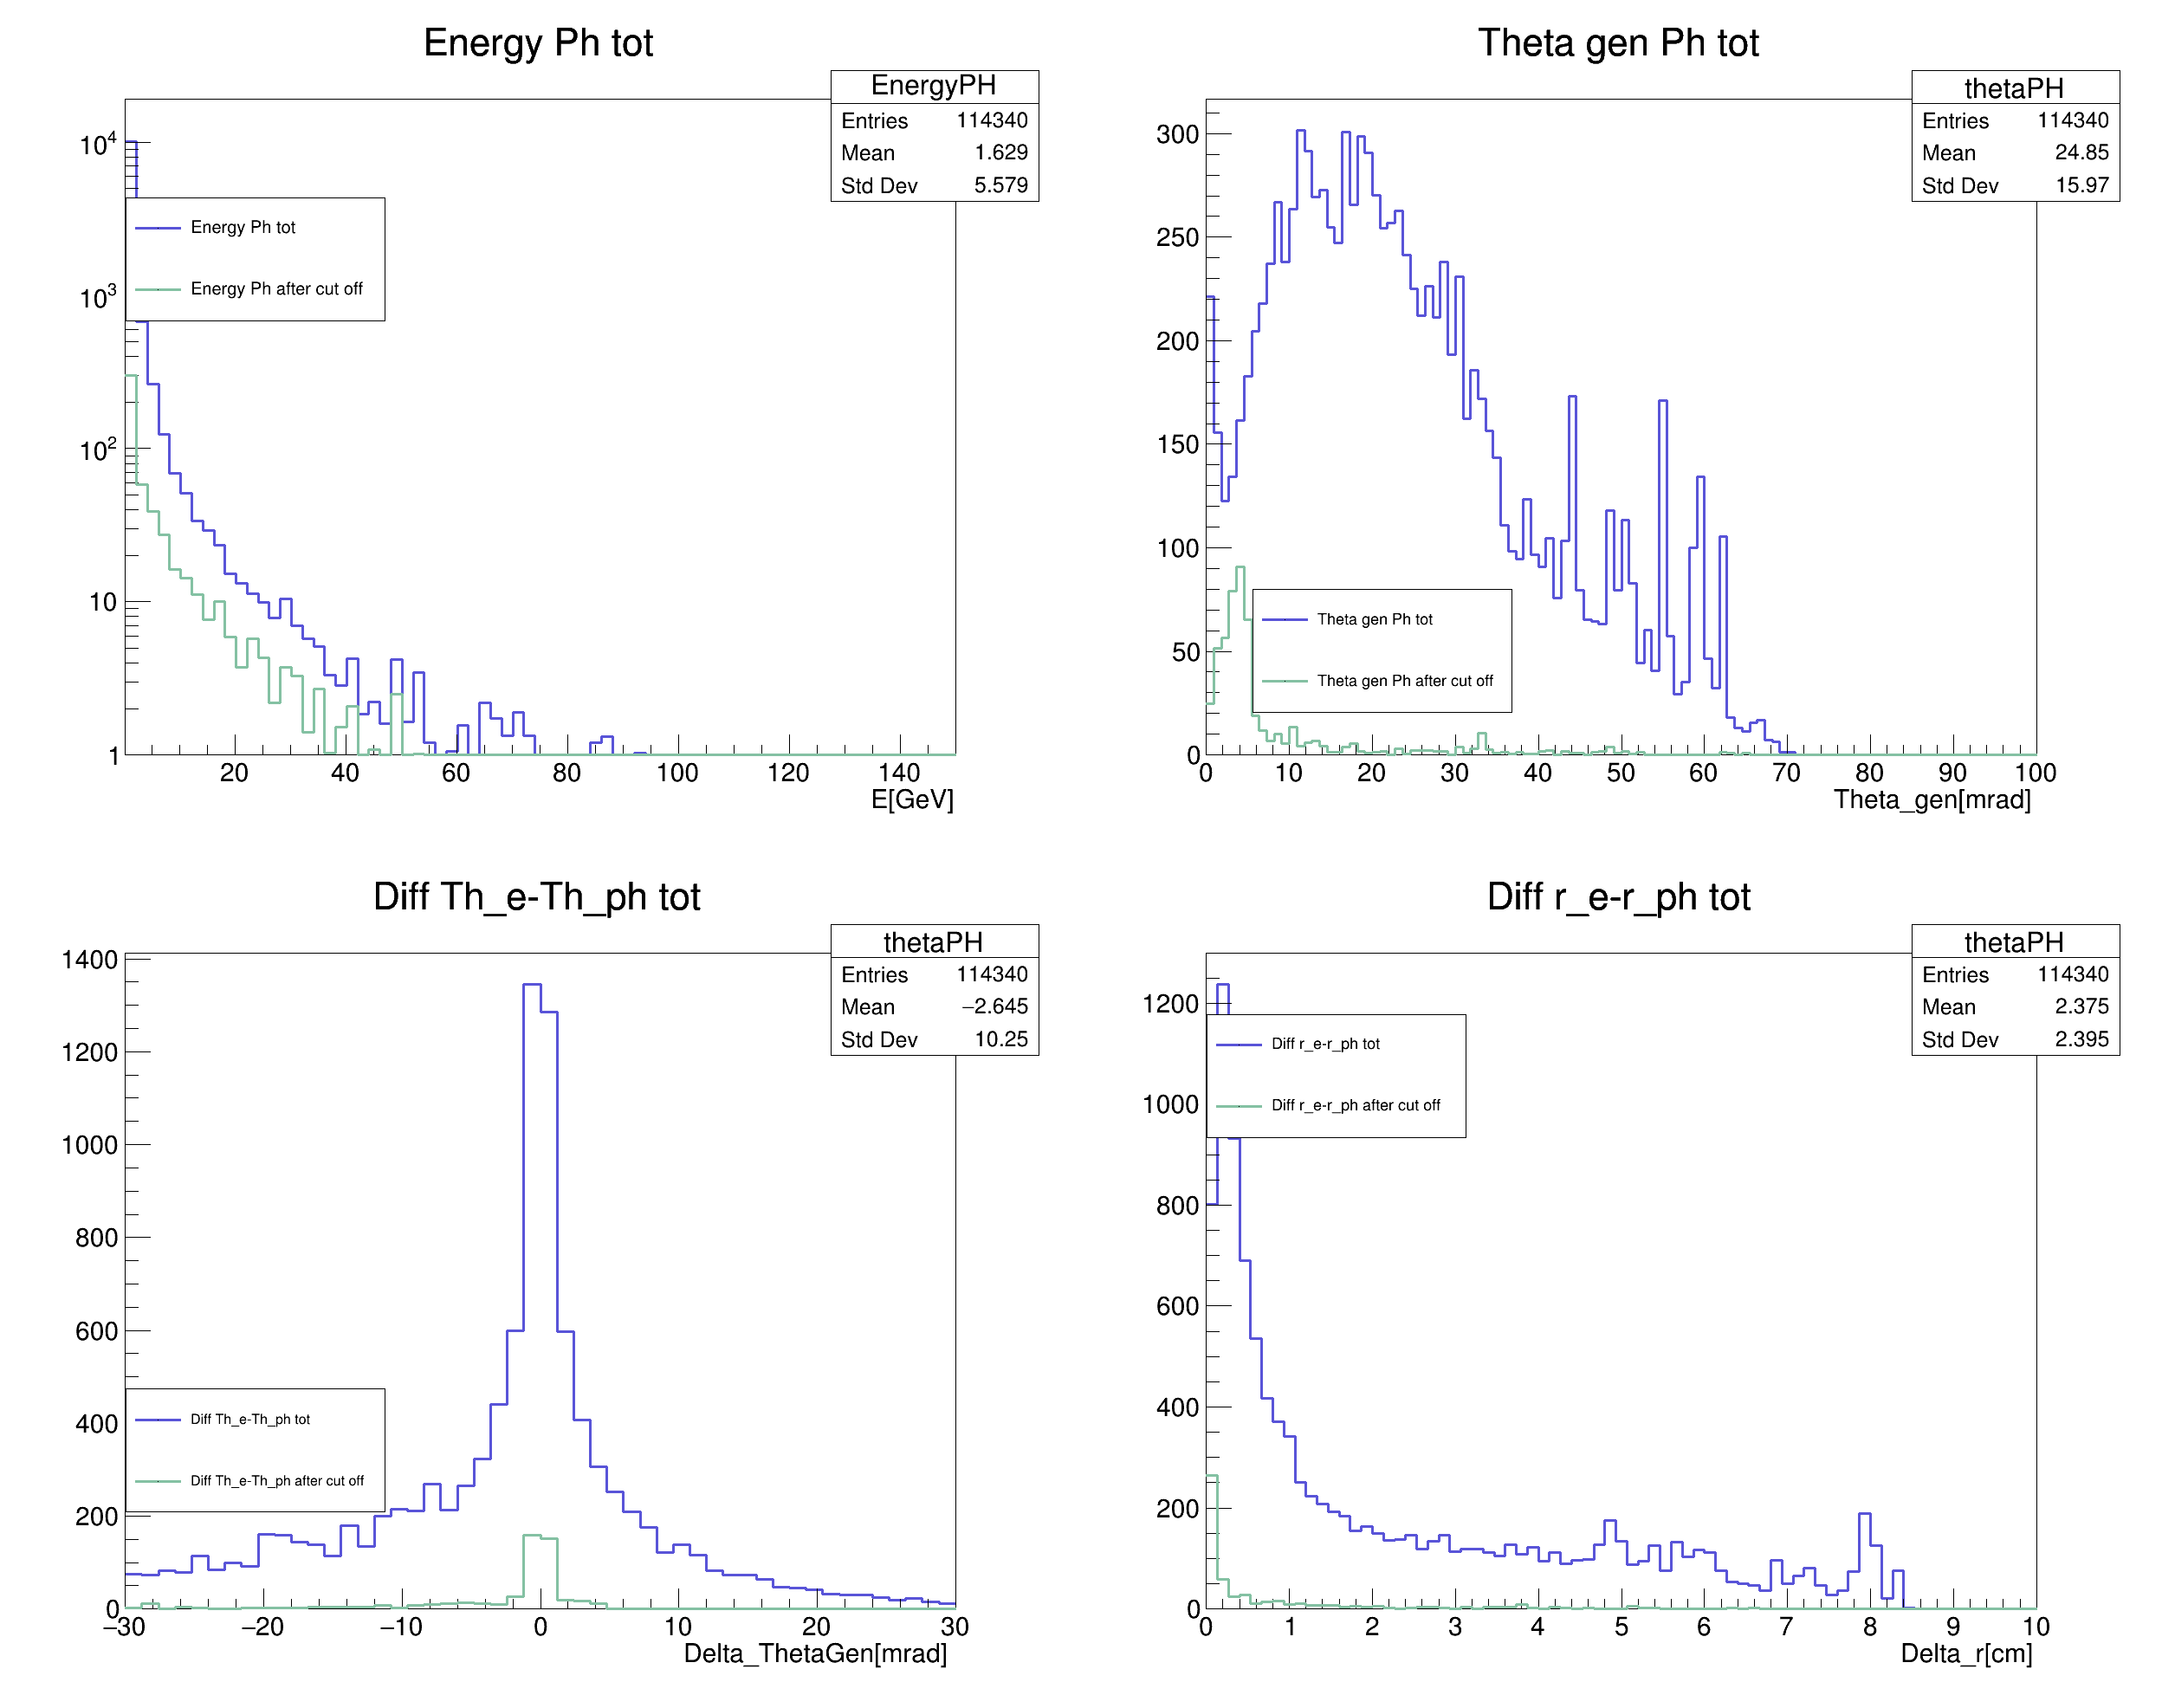 Energy Ph tot
EnergyPH
Entries 114340
Mean 1.629
Std Dev 5.579
10^4
10^3
10^2
10
1
Energy Ph tot
Energy Ph after cut off
20 40 60 80 100 120 140
E[GeV]
Theta gen Ph tot
thetaPH
Entries 114340
Mean 24.85
Std Dev 15.97
300
250
200
150
100
50
0
Theta gen Ph tot
Theta gen Ph after cut off
0 10 20 30 40 50 60 70 80 90 100
Theta_gen[mrad]
Diff Th_e-Th_ph tot
thetaPH
Entries 114340
Mean −2.645
Std Dev 10.25
1400
1200
1000
800
600
400
200
0
Diff Th_e-Th_ph tot
Diff Th_e-Th_ph after cut off
−30 −20 −10 0 10 20 30
Delta_ThetaGen[mrad]
Diff r_e-r_ph tot
thetaPH
Entries 114340
Mean 2.375
Std Dev 2.395
1200
1000
800
600
400
200
0
Diff r_e-r_ph tot
Diff r_e-r_ph after cut off
0 1 2 3 4 5 6 7 8 9 10
Delta_r[cm]